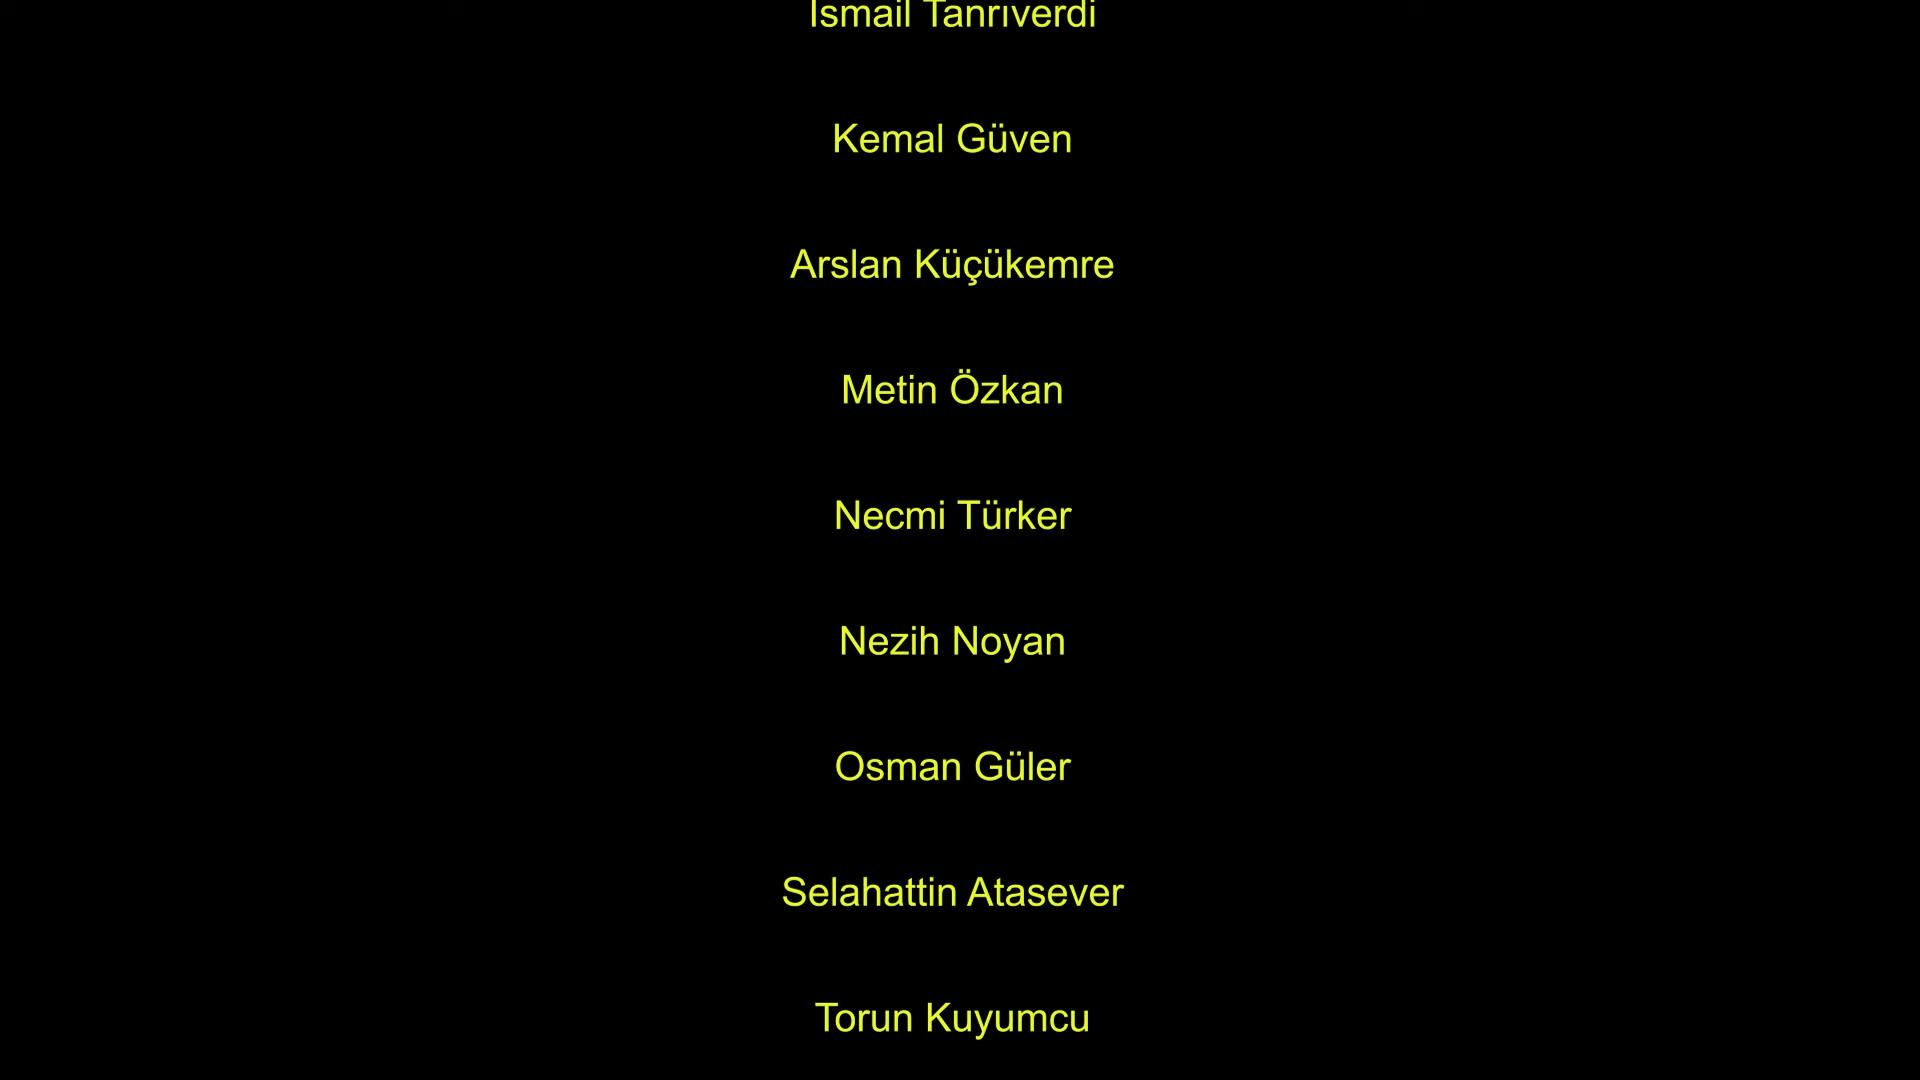 İsmail Tanrıverdi
Kemal Güven
Arslan Küçükemre
Metin Özkan
Necmi Türker
Nezih Noyan
Osman Güler
Selahattin Atasever
Torun Kuyumcu